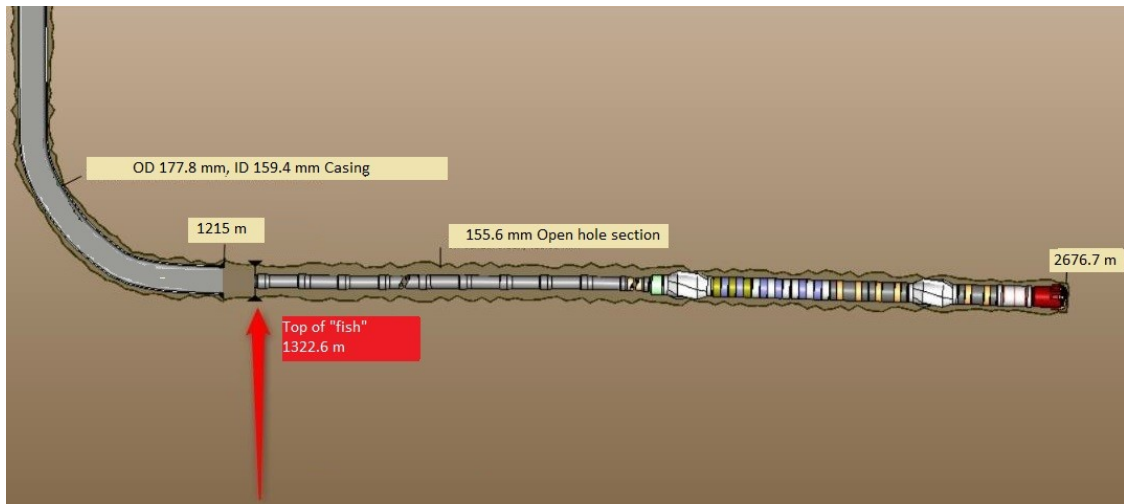 OD 177.8 mm, ID 159.4 mm Casing
1215 m
155.6 mm Open hole section
2676.7 m
Top of "fish"
1322.6 m